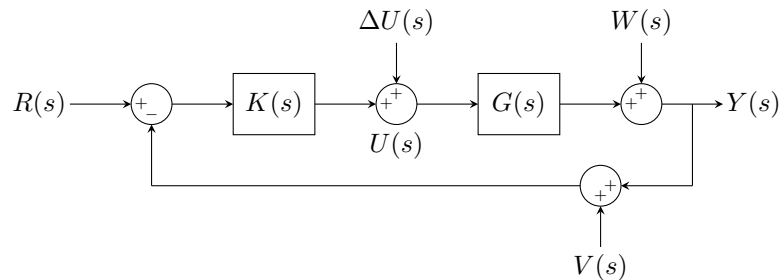 ΔU(s) W(s)
R(s) + − K(s) + + G(s) + + Y(s)
U(s)
+ +
V(s)